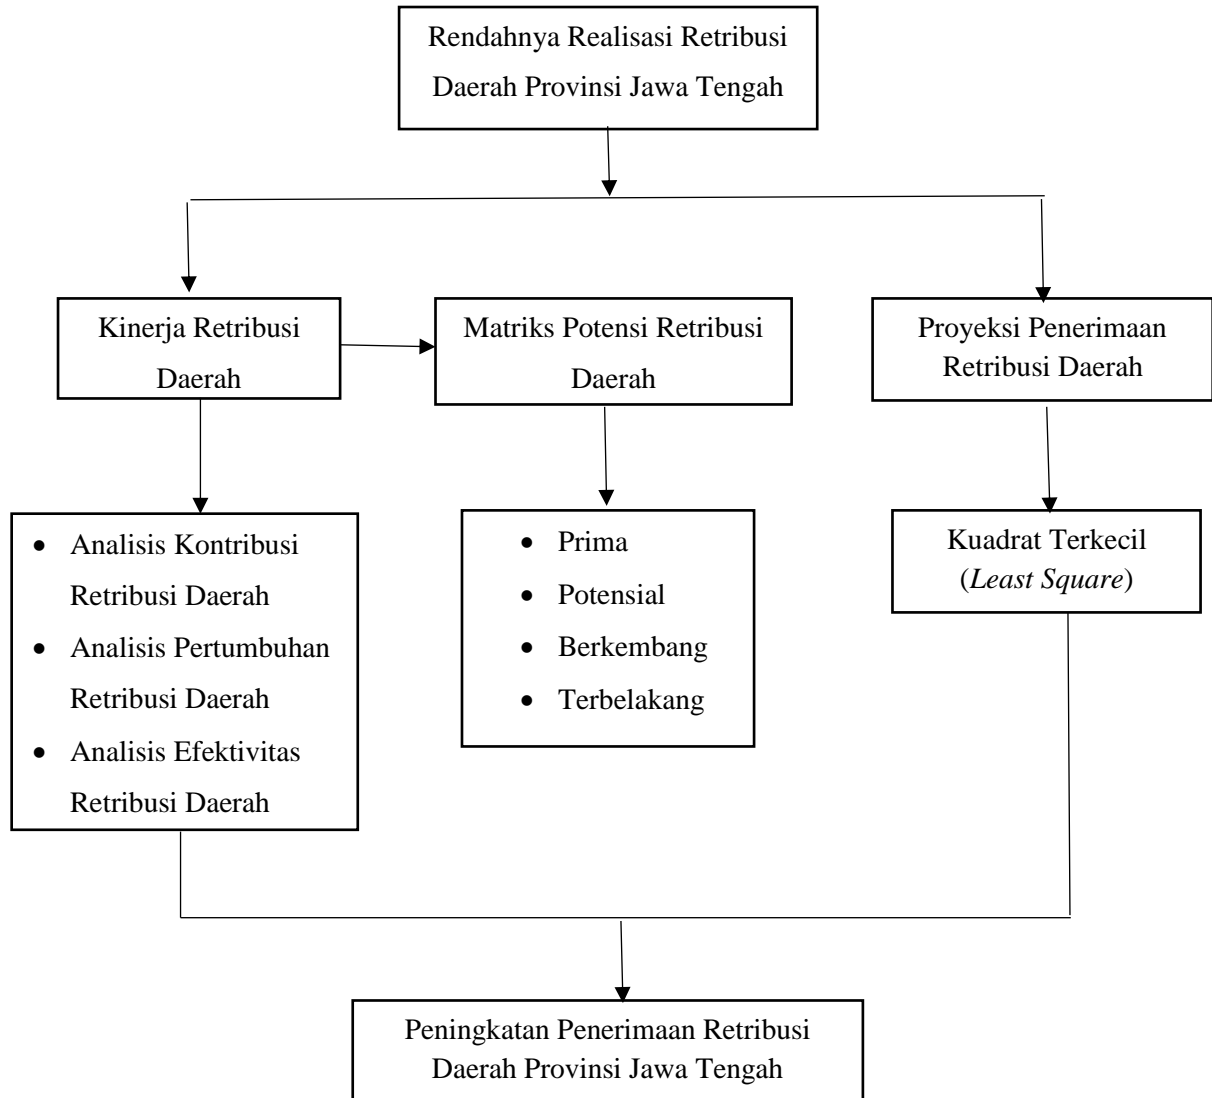 Rendahnya Realisasi Retribusi
Daerah Provinsi Jawa Tengah
Kinerja Retribusi
Daerah
Matriks Potensi Retribusi
Daerah
Proyeksi Penerimaan
Retribusi Daerah
• Analisis Kontribusi
Retribusi Daerah
• Analisis Pertumbuhan
Retribusi Daerah
• Analisis Efektivitas
Retribusi Daerah
• Prima
• Potensial
• Berkembang
• Terbelakang
Kuadrat Terkecil
(Least Square)
Peningkatan Penerimaan Retribusi
Daerah Provinsi Jawa Tengah